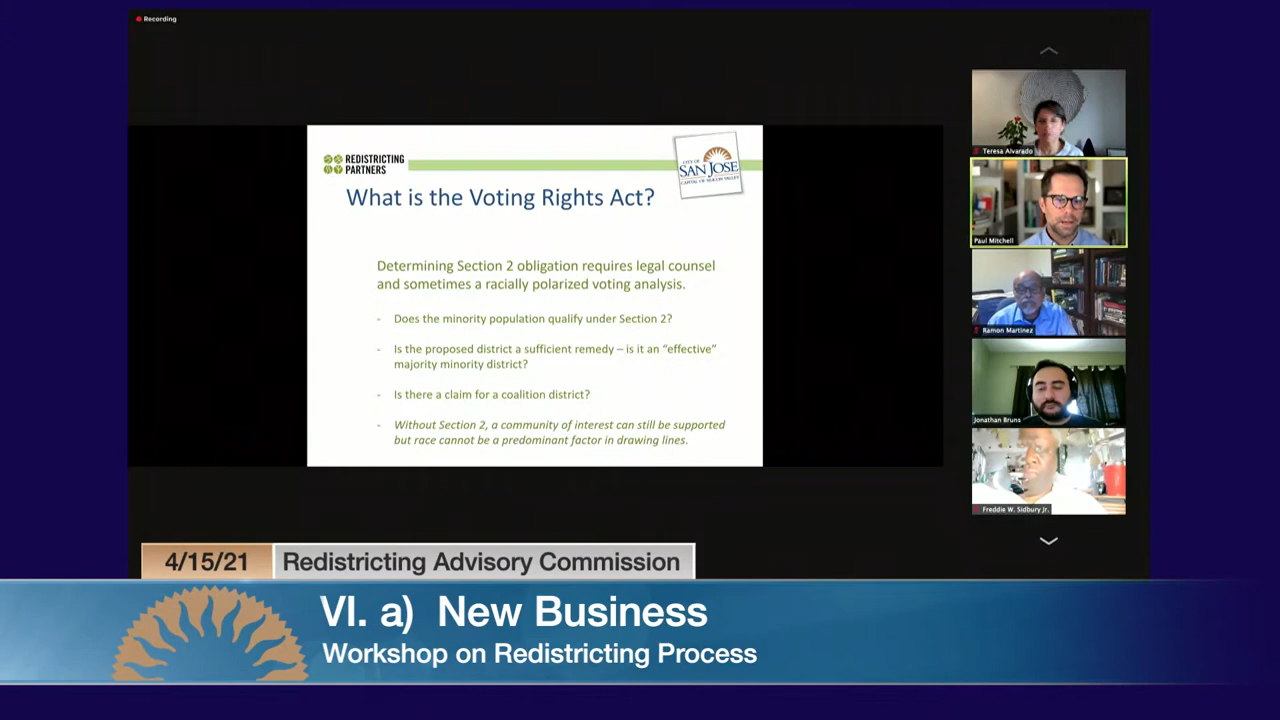 Recording
REDISTRICTING
PARTNERS
CITY OF
SAN JOSE
CAPITAL OF SILICON VALLEY
What is the Voting Rights Act?
Determining Section 2 obligation requires legal counsel
and sometimes a racially polarized voting analysis.
- Does the minority population qualify under Section 2?
- Is the proposed district a sufficient remedy – is it an “effective”
majority minority district?
- Is there a claim for a coalition district?
- Without Section 2, a community of interest can still be supported
but race cannot be a predominant factor in drawing lines.
Teresa Alvarado
Paul Mitchell
Ramon Martinez
Jonathan Bruns
Freddie W. Sidbury Jr.
4/15/21
Redistricting Advisory Commission
VI. a) New Business
Workshop on Redistricting Process